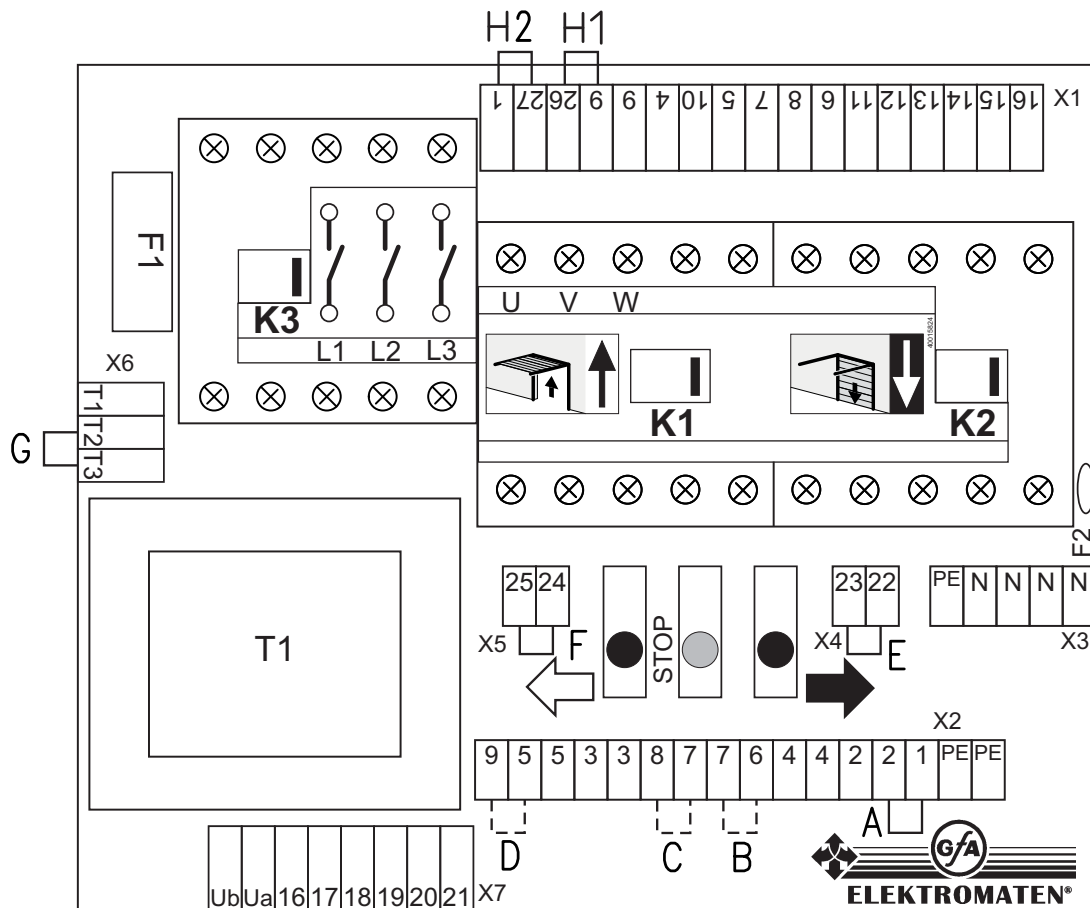 H2 H1
1 27 26 9 9 4 10 5 7 8 6 11 12 13 14 15 16 X1
F1
K3
L1 L2 L3
U V W
40015824
K1
K2
X6
T1
T2
T3
G
F2
T1
25 24
X5
F
STOP
23 22
X4
E
PE N N N N
X3
X2
9 5 5 3 3 8 7 7 6 4 4 2 2 1 PE PE
D C B A
Ub Ua 16 17 18 19 20 21 X7
GfA
ELEKTROMATEN®